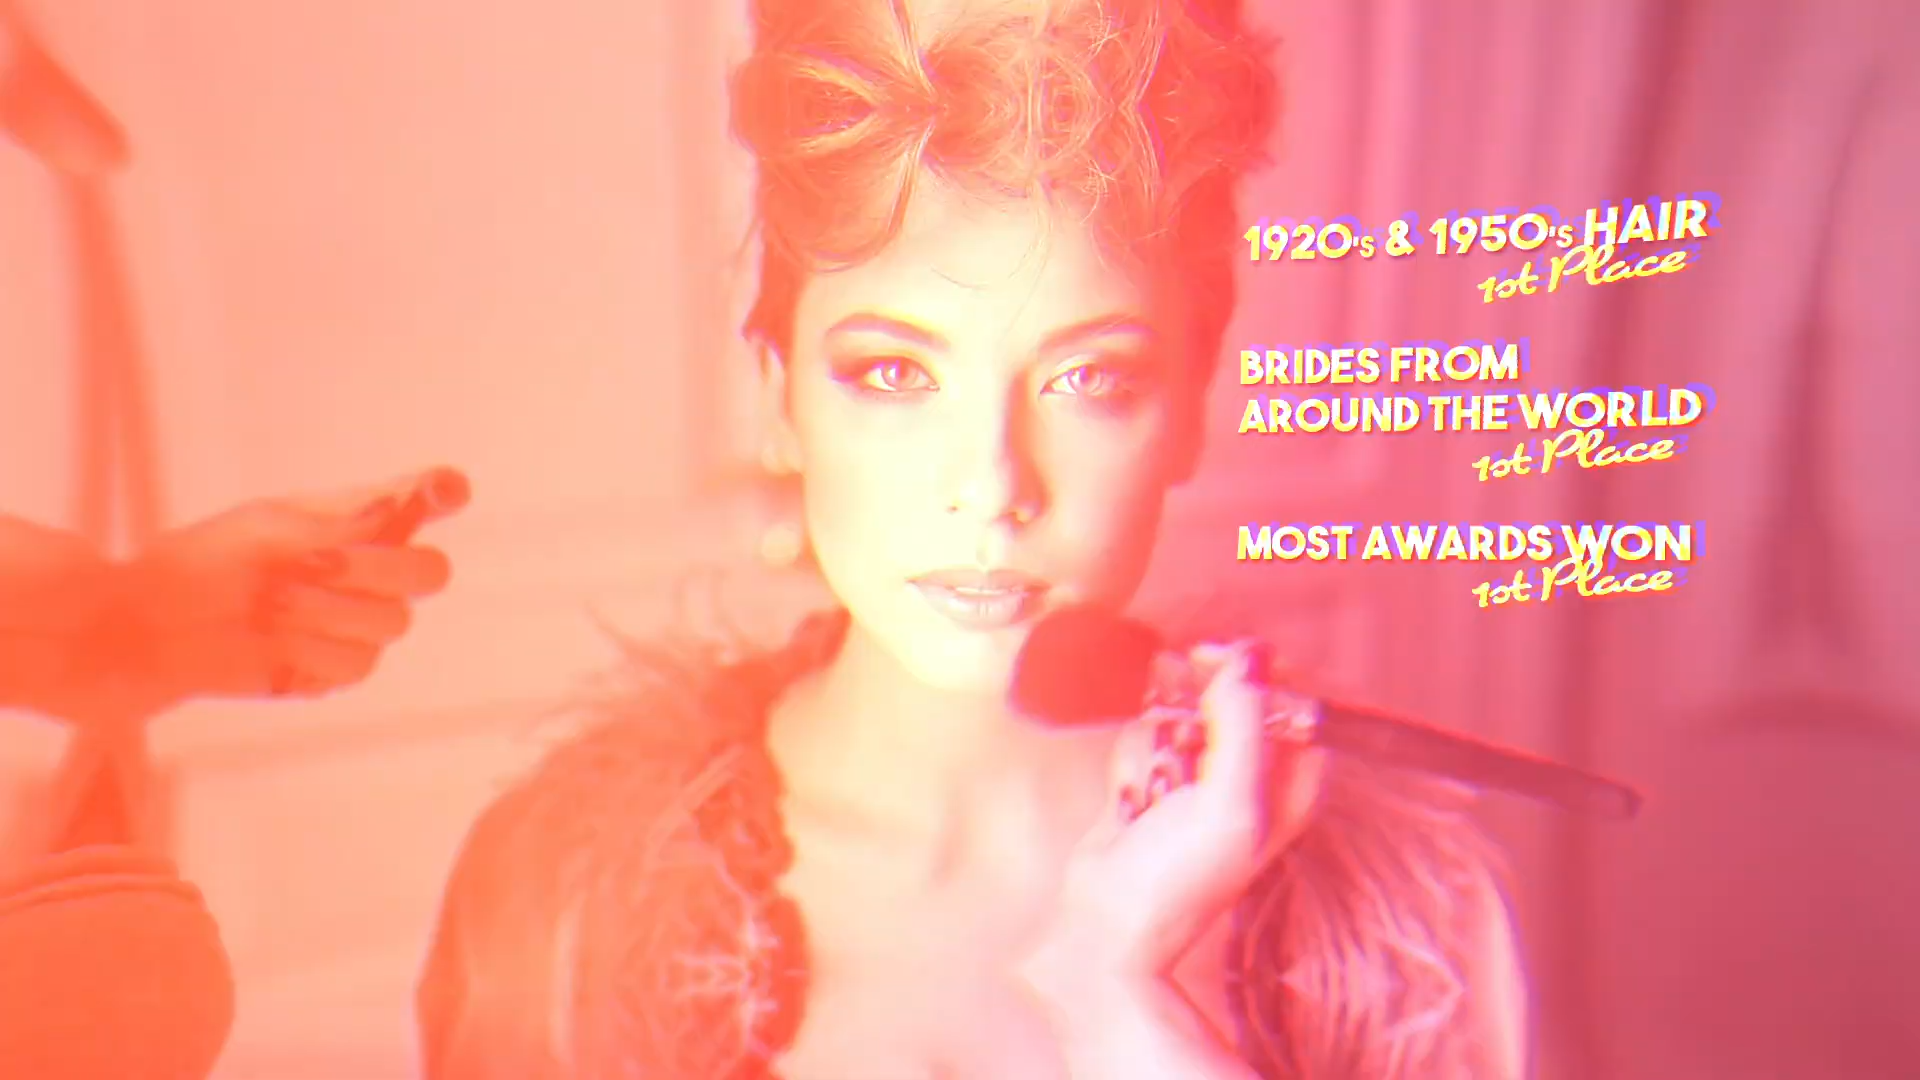 1920's & 1950's HAIR
1st Place
BRIDES FROM
AROUND THE WORLD
1st Place
MOST AWARDS WON
1st Place